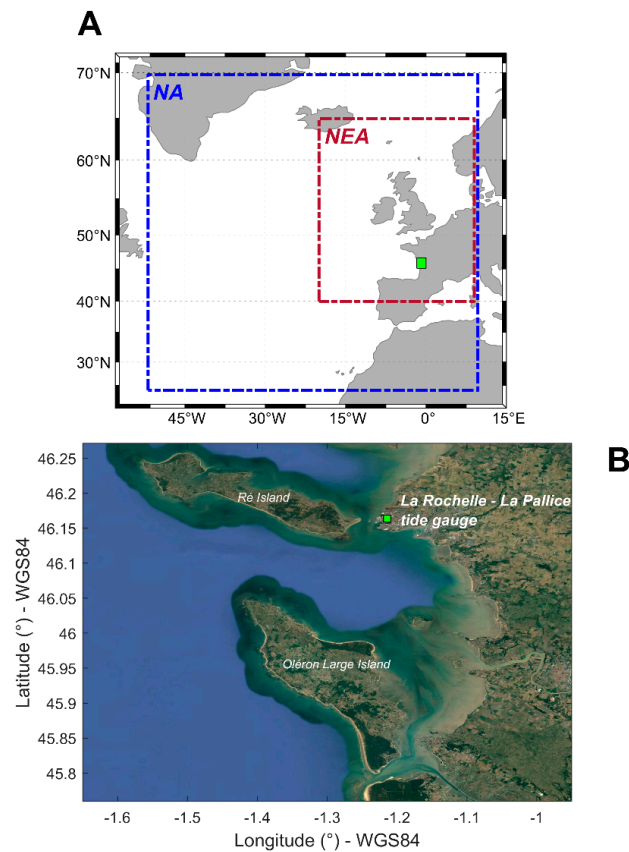 A
70°N
60°N
50°N
40°N
30°N
NA
NEA
45°W
30°W
15°W
0°W
15°E
B
46.25
46.2
46.15
46.1
46.05
46
45.95
45.9
45.85
45.8
Latitude (°) - WGS84
Ré Island
La Rochelle - La Pallice
tide gauge
Oléron Large Island
-1.6
-1.5
-1.4
-1.3
-1.2
-1.1
-1
Longitude (°) - WGS84